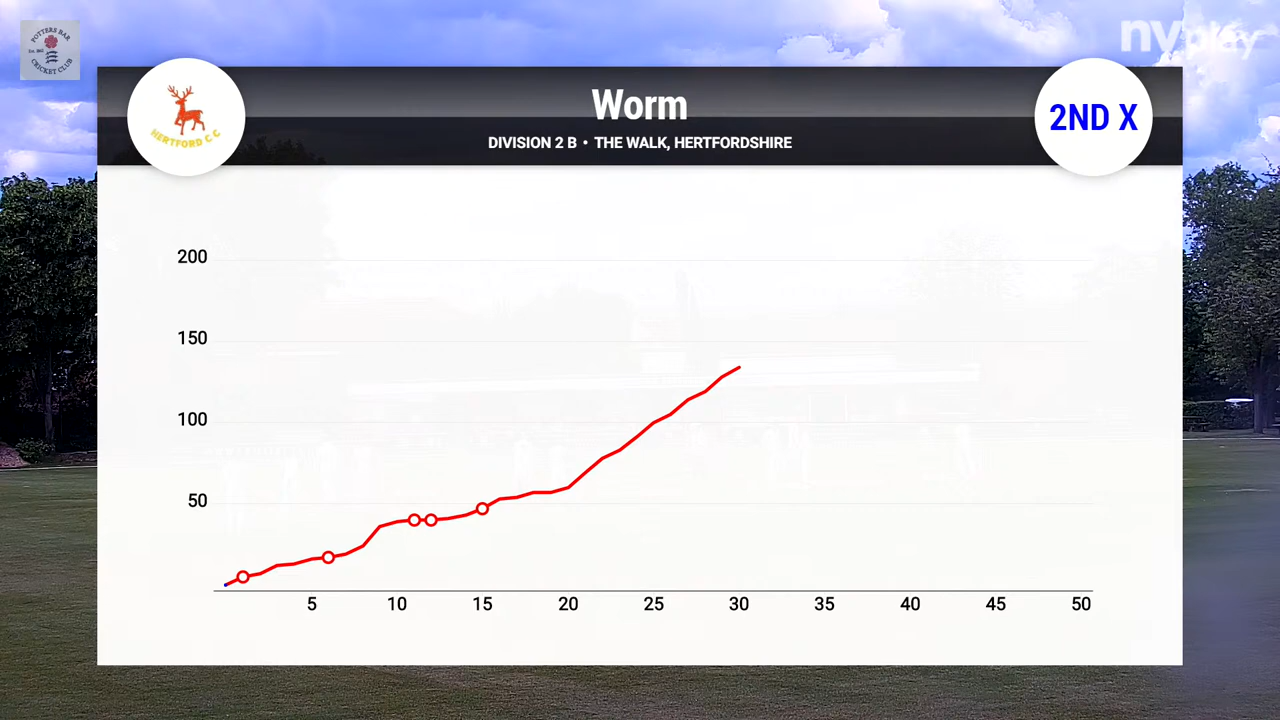 POTTERS BAR
CRICKET CLUB
nvplay
HERTFORD C C
Worm
2ND X
DIVISION 2 B • THE WALK, HERTFORDSHIRE
200
150
100
50
5 10 15 20 25 30 35 40 45 50